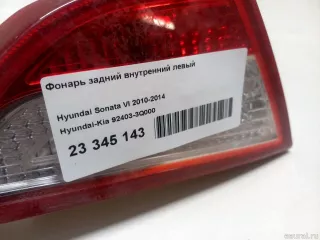 Фонарь задний внутренний левый
Hyundai Sonata VI 2010-2014
Hyundai-Kia 92403-3Q000
23 345 143